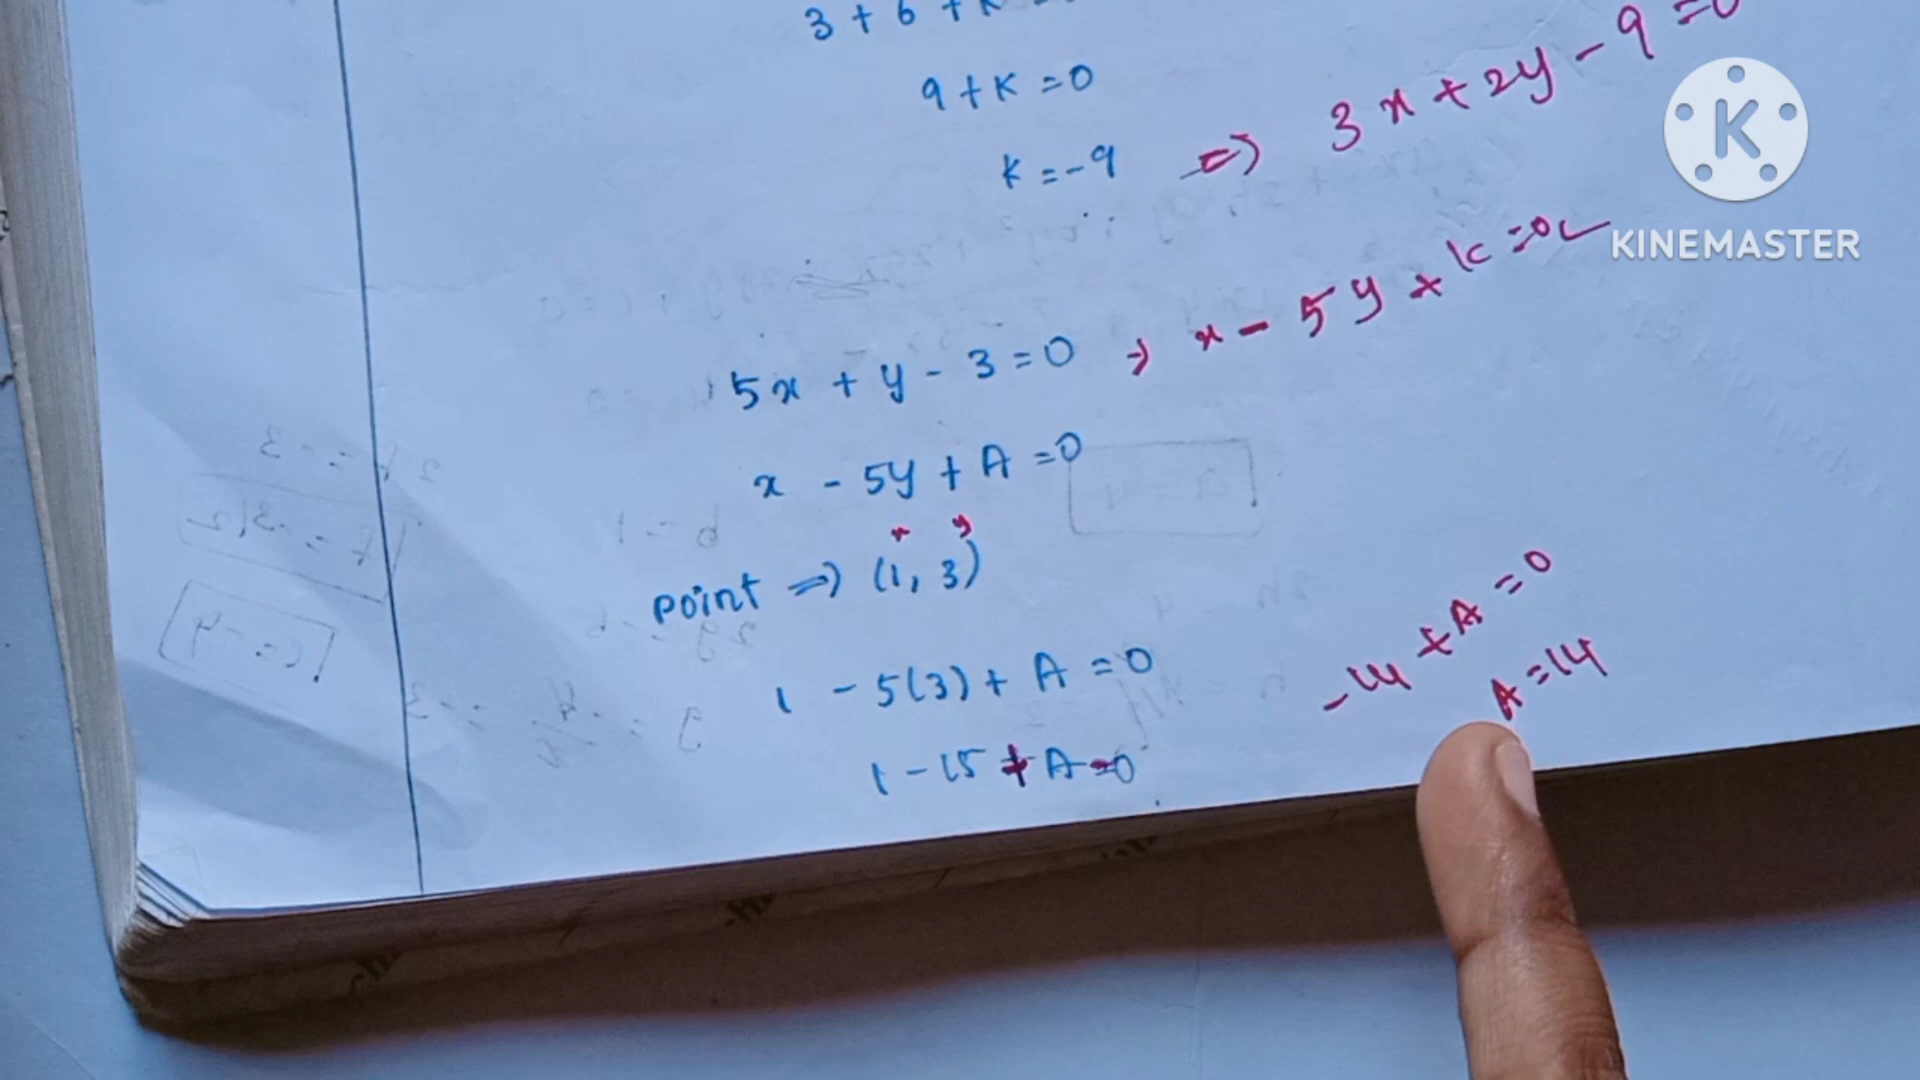 3 + 6 + K
9 + K = 0
K = -9 => 3x + 2y - 9 = 0
KINEMASTER
5x + y - 3 = 0 => x - 5y + K = 0
x - 5y + A = 0
x y
point => (1, 3)
1 - 5(3) + A = 0
1 - 15 + A = 0
-14 + A = 0
A = 14